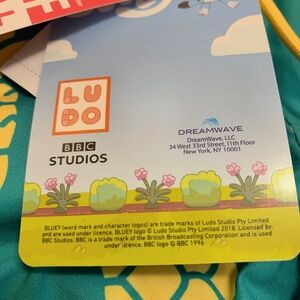 LU
DO
BBC
STUDIOS
DREAMWAVE
DreamWave, LLC
34 West 33rd Street, 11th Floor
New York, NY 10001
BLUEY (word mark and character logos) are trade marks of Ludo Studio Pty Limited
and are used under licence. BLUEY logo © Ludo Studio Pty Limited 2018. Licensed by
BBC Studios. BBC is a trade mark of the British Broadcasting Corporation and is used
under licence. BBC logo © BBC 1996